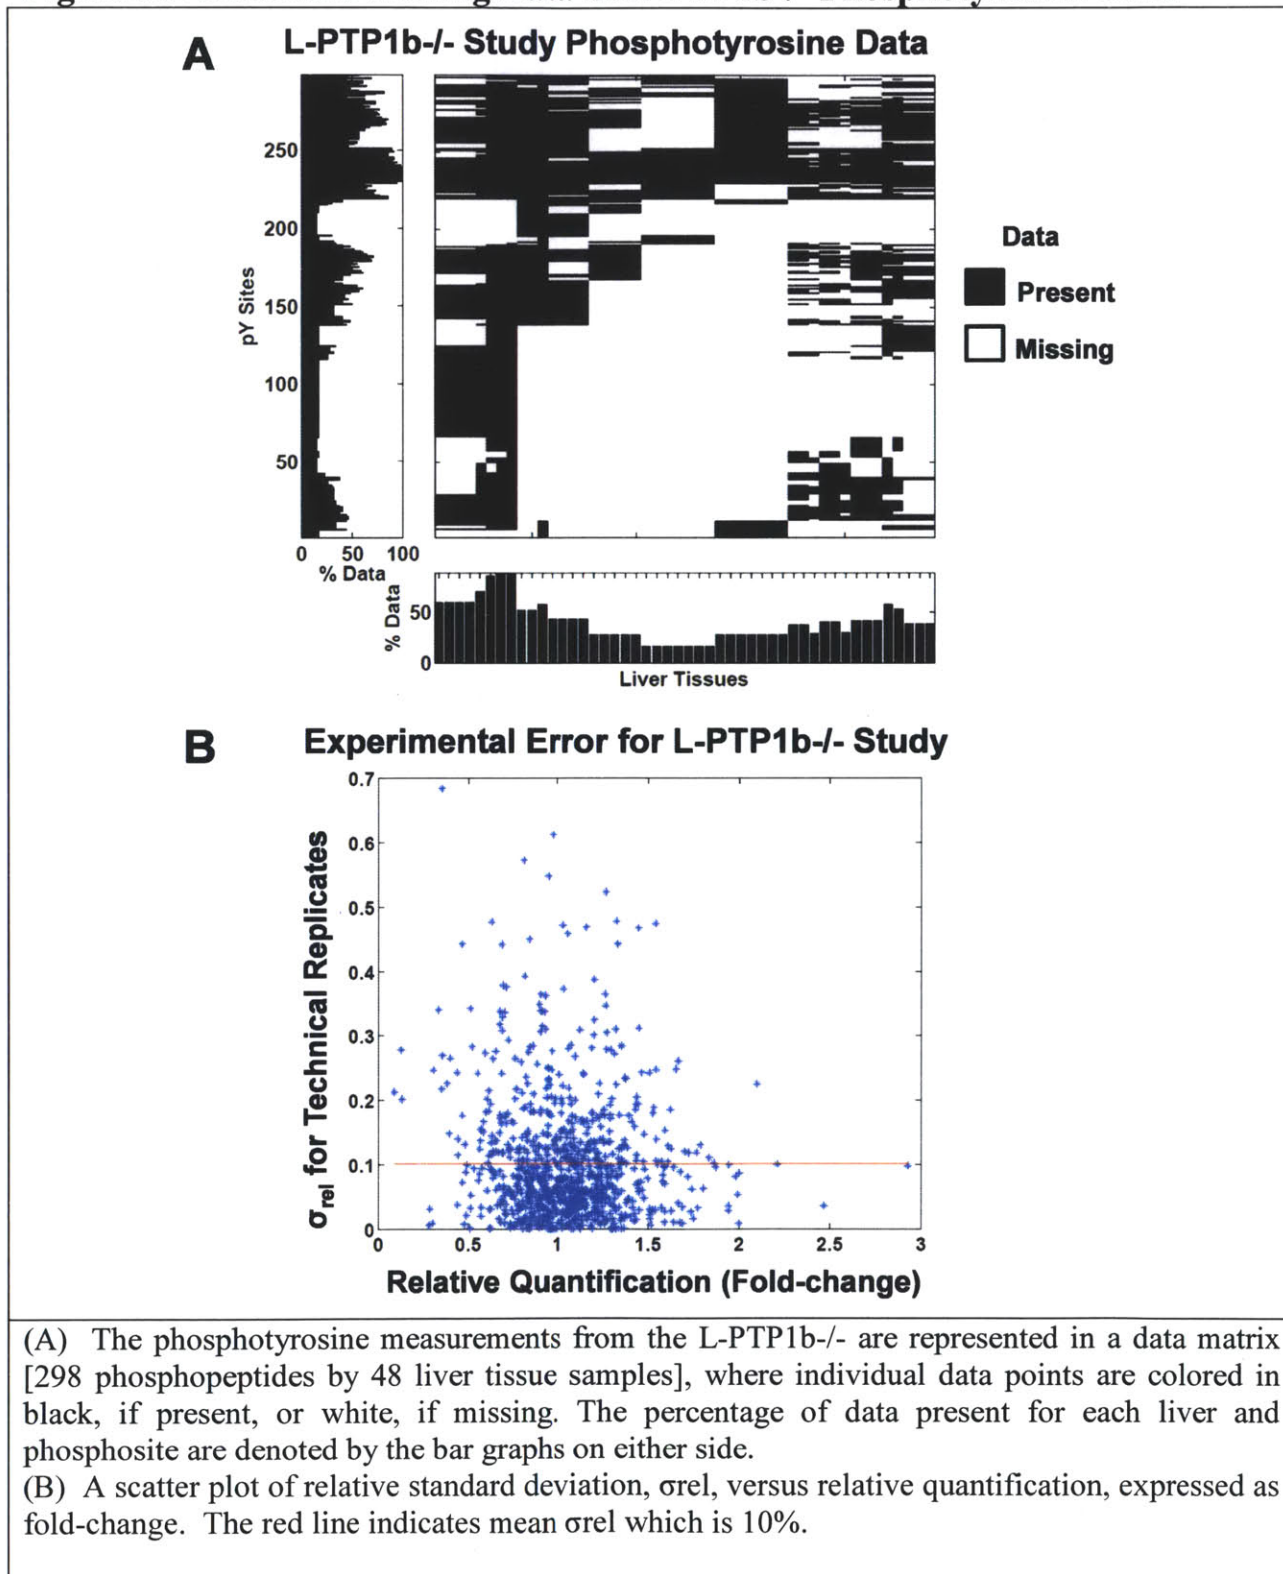 A
L-PTP1b-/- Study Phosphotyrosine Data
pY Sites
250
200
150
100
50
0 50 100
% Data
Data
Present
Missing
% Data
50
0
Liver Tissues
B
Experimental Error for L-PTP1b-/- Study
σrel for Technical Replicates
0.7
0.6
0.5
0.4
0.3
0.2
0.1
0
0 0.5 1 1.5 2 2.5 3
Relative Quantification (Fold-change)
(A) The phosphotyrosine measurements from the L-PTP1b-/- are represented in a data matrix
[298 phosphopeptides by 48 liver tissue samples], where individual data points are colored in
black, if present, or white, if missing. The percentage of data present for each liver and
phosphosite are denoted by the bar graphs on either side.
(B) A scatter plot of relative standard deviation, σrel, versus relative quantification, expressed as
fold-change. The red line indicates mean σrel which is 10%.